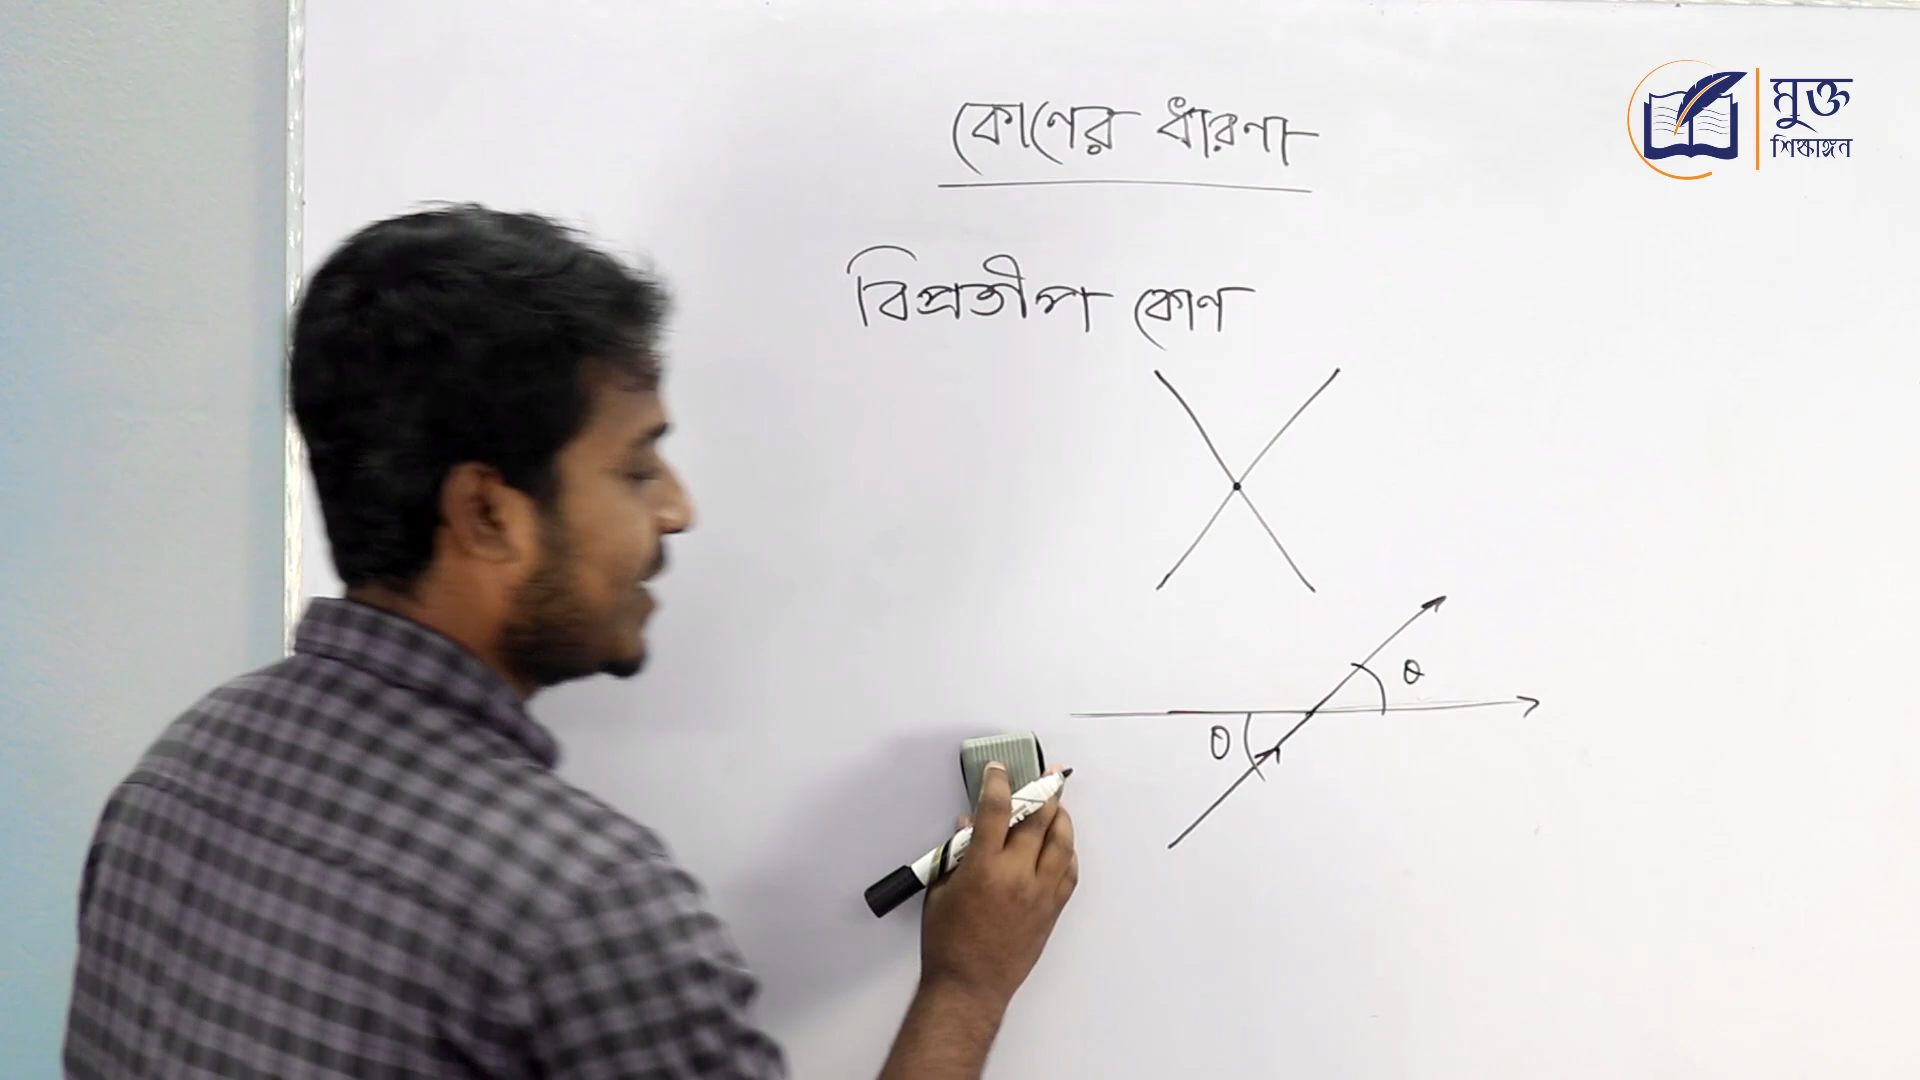 কোণের ধারণা
মুক্ত
শিক্ষাঙ্গন
বিপ্রতীপ কোণ
θ
θ